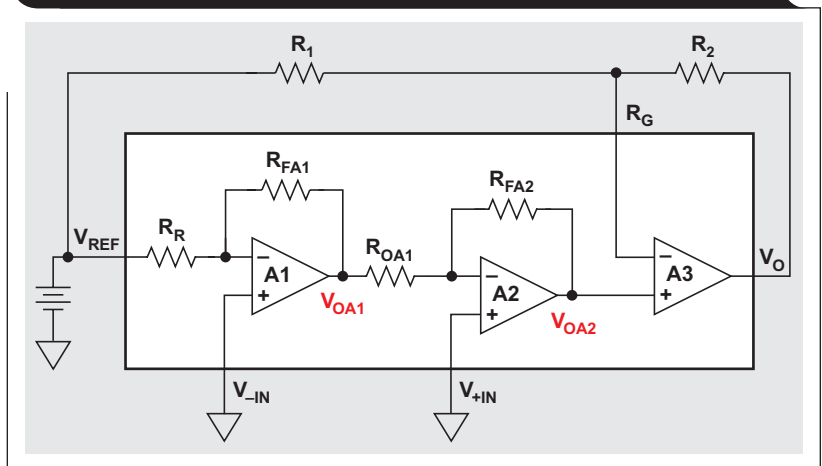 R1
R2
RG
RFA1
RFA2
VREF
RR
ROA1
A1
A2
A3
VO
VOA1
VOA2
V–IN
V+IN